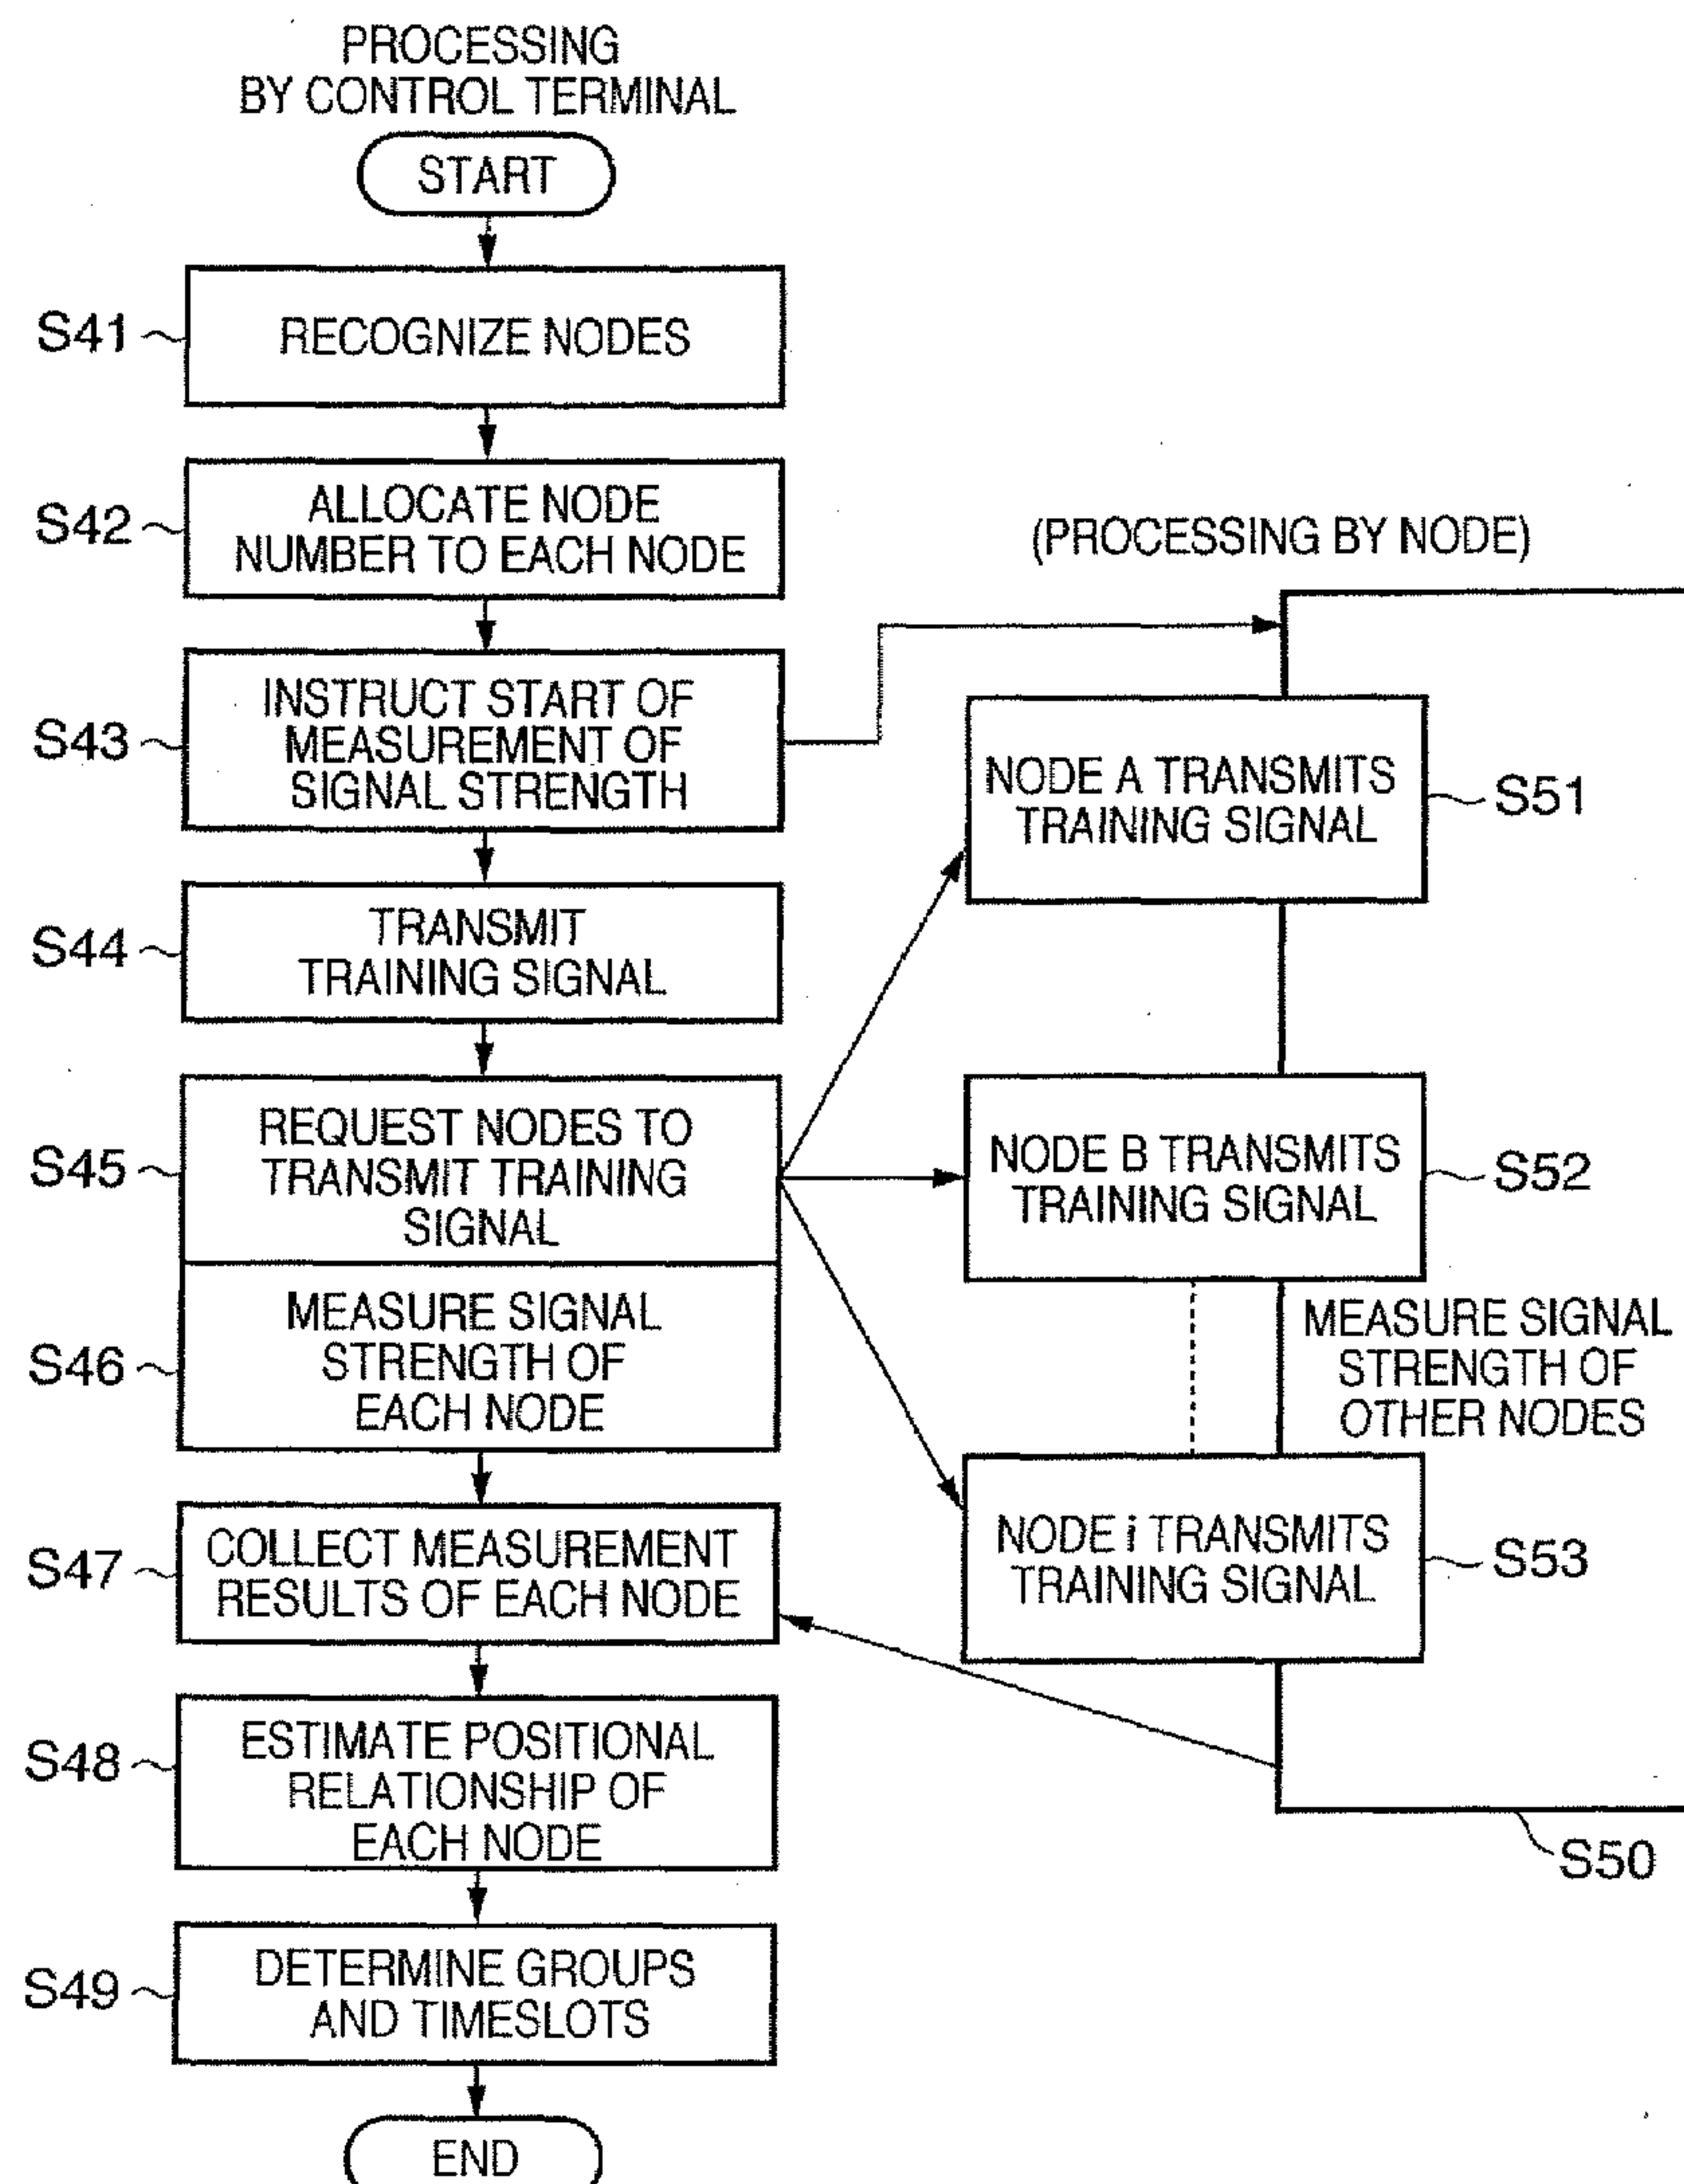 PROCESSING
BY CONTROL TERMINAL
START
S41
RECOGNIZE NODES
S42
ALLOCATE NODE
NUMBER TO EACH NODE
S43
INSTRUCT START OF
MEASUREMENT OF
SIGNAL STRENGTH
S44
TRANSMIT
TRAINING SIGNAL
S45
REQUEST NODES TO
TRANSMIT TRAINING
SIGNAL
S46
MEASURE SIGNAL
STRENGTH OF
EACH NODE
S47
COLLECT MEASUREMENT
RESULTS OF EACH NODE
S48
ESTIMATE POSITIONAL
RELATIONSHIP OF
EACH NODE
S49
DETERMINE GROUPS
AND TIMESLOTS
END
(PROCESSING BY NODE)
NODE A TRANSMITS
TRAINING SIGNAL
S51
NODE B TRANSMITS
TRAINING SIGNAL
S52
MEASURE SIGNAL
STRENGTH OF
OTHER NODES
NODE i TRANSMITS
TRAINING SIGNAL
S53
S50